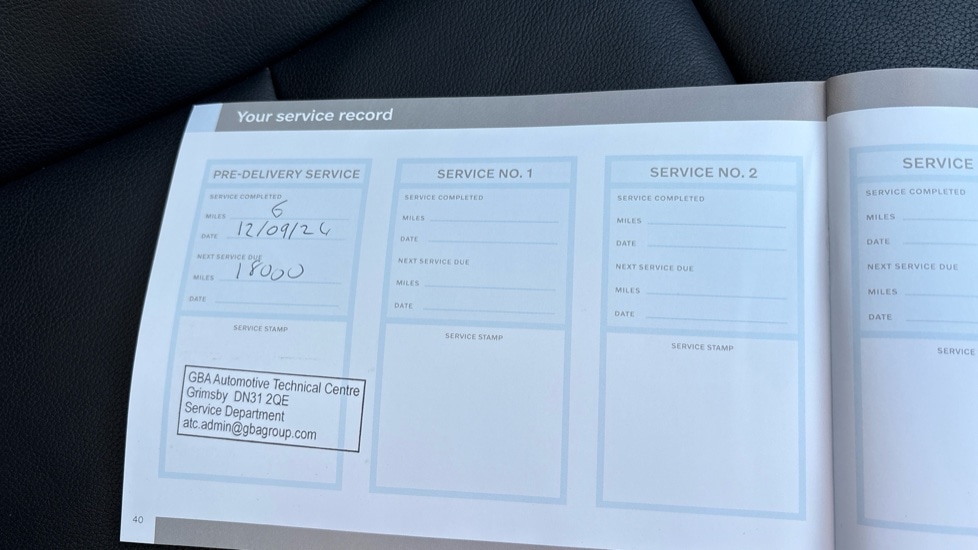 Your service record
PRE-DELIVERY SERVICE
SERVICE COMPLETED
MILES 6
DATE 12/09/24
NEXT SERVICE DUE
MILES 18000
DATE
SERVICE STAMP
GBA Automotive Technical Centre
Grimsby DN31 2QE
Service Department
atc.admin@gbagroup.com
SERVICE NO. 1
SERVICE COMPLETED
MILES
DATE
NEXT SERVICE DUE
MILES
DATE
SERVICE STAMP
SERVICE NO. 2
SERVICE COMPLETED
MILES
DATE
NEXT SERVICE DUE
MILES
DATE
SERVICE STAMP
SERVICE
SERVICE COMPLETED
MILES
DATE
NEXT SERVICE DUE
MILES
DATE
SERVICE
40